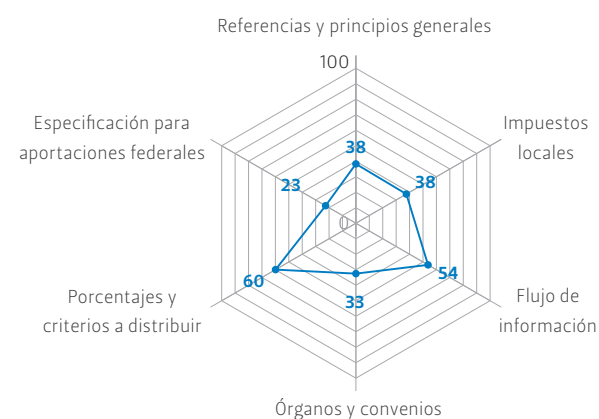 Referencias y principios generales
100
Especificación para
aportaciones federales
Impuestos
locales
38
38
23
0
54
60
33
Porcentajes y
criterios a distribuir
Flujo de
información
Órganos y convenios